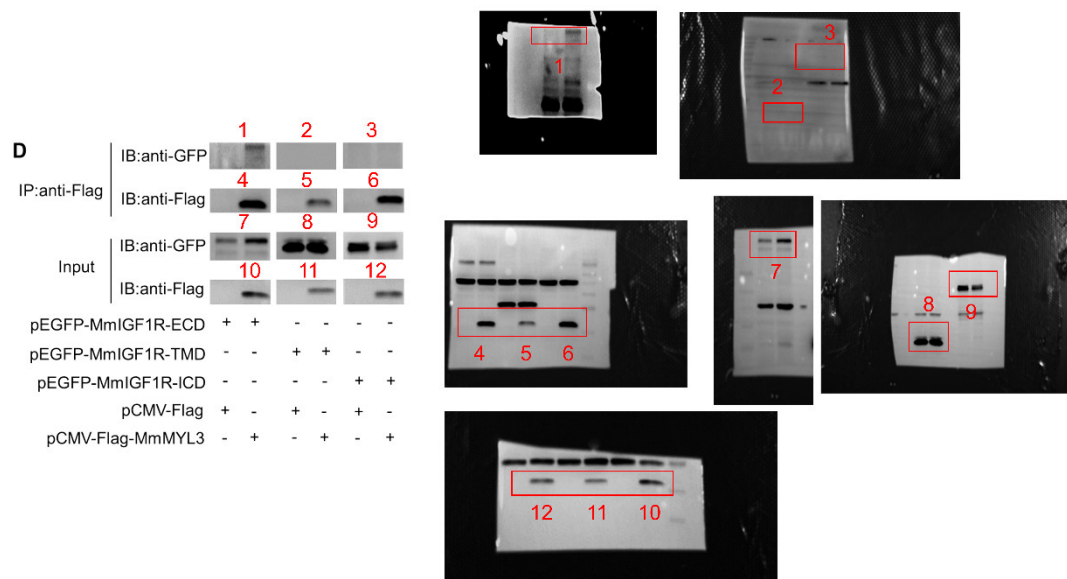 D
1 2 3
IB:anti-GFP
IP:anti-Flag
4 5 6
IB:anti-Flag
7 8 9
IB:anti-GFP
Input
10 11 12
IB:anti-Flag
pEGFP-MmIGF1R-ECD + + - - - -
pEGFP-MmIGF1R-TMD - - + + - -
pEGFP-MmIGF1R-ICD - - - - + +
pCMV-Flag + - + - + -
pCMV-Flag-MmMYL3 - + - + - +
1
3
2
4 5 6
7
8 9
12 11 10